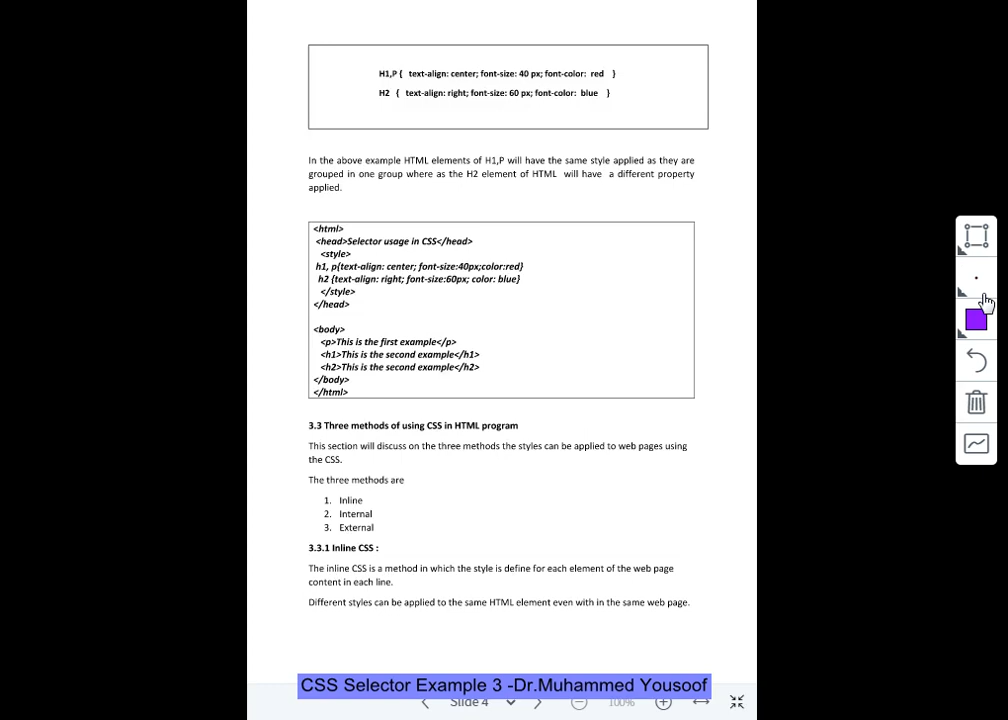 H1,P { text-align: center; font-size: 40 px; font-color: red }
H2 { text-align: right; font-size: 60 px; font-color: blue }
In the above example HTML elements of H1,P will have the same style applied as they are
grouped in one group where as the H2 element of HTML will have a different property
applied.
<html>
<head>Selector usage in CSS</head>
<style>
h1, p{text-align: center; font-size:40px;color:red}
h2 {text-align: right; font-size:60px; color: blue}
</style>
</head>
<body>
<p>This is the first example</p>
<h1>This is the second example</h1>
<h2>This is the second example</h2>
</body>
</html>
3.3 Three methods of using CSS in HTML program
This section will discuss on the three methods the styles can be applied to web pages using
the CSS.
The three methods are
1. Inline
2. Internal
3. External
3.3.1 Inline CSS :
The inline CSS is a method in which the style is define for each element of the web page
content in each line.
Different styles can be applied to the same HTML element even with in the same web page.
CSS Selector Example 3 -Dr.Muhammed Yousoof
Slide 4
100%